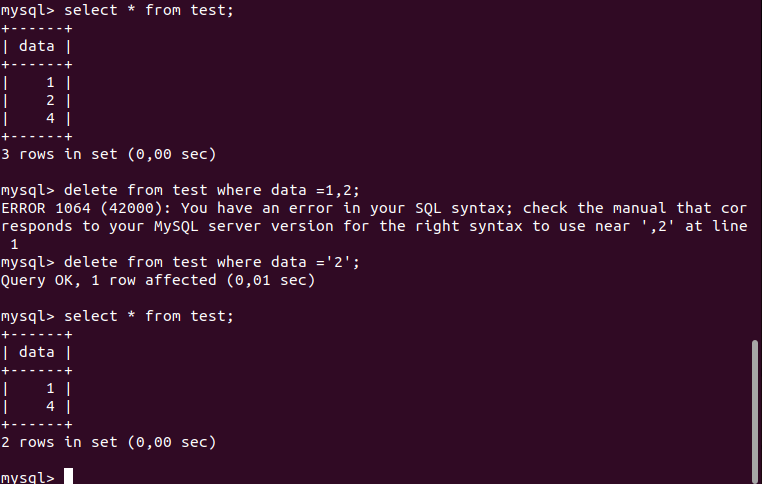 mysql> select * from test;
+------+
| data |
+------+
|    1 |
|    2 |
|    4 |
+------+
3 rows in set (0,00 sec)

mysql> delete from test where data =1,2;
ERROR 1064 (42000): You have an error in your SQL syntax; check the manual that cor
responds to your MySQL server version for the right syntax to use near ',2' at line
 1
mysql> delete from test where data ='2';
Query OK, 1 row affected (0,01 sec)

mysql> select * from test;
+------+
| data |
+------+
|    1 |
|    4 |
+------+
2 rows in set (0,00 sec)

mysql>